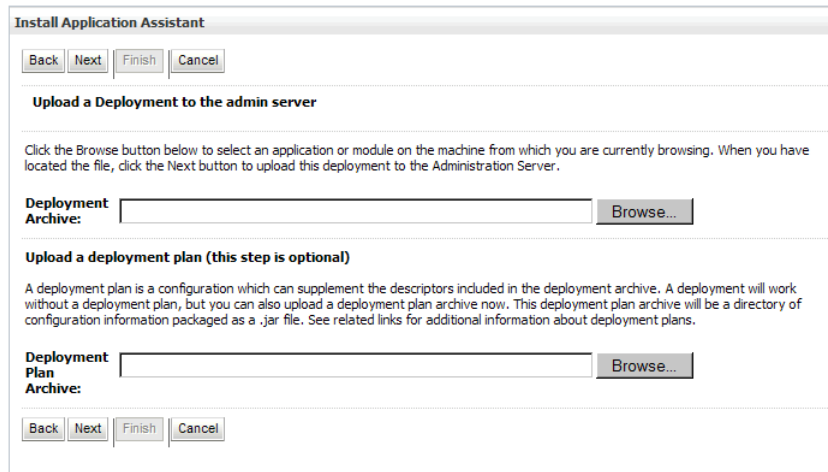 Install Application Assistant
Back Next Finish Cancel
Upload a Deployment to the admin server
Click the Browse button below to select an application or module on the machine from which you are currently browsing. When you have
located the file, click the Next button to upload this deployment to the Administration Server.
Deployment
Archive:
Browse...
Upload a deployment plan (this step is optional)
A deployment plan is a configuration which can supplement the descriptors included in the deployment archive. A deployment will work
without a deployment plan, but you can also upload a deployment plan archive now. This deployment plan archive will be a directory of
configuration information packaged as a .jar file. See related links for additional information about deployment plans.
Deployment
Plan
Archive:
Browse...
Back Next Finish Cancel